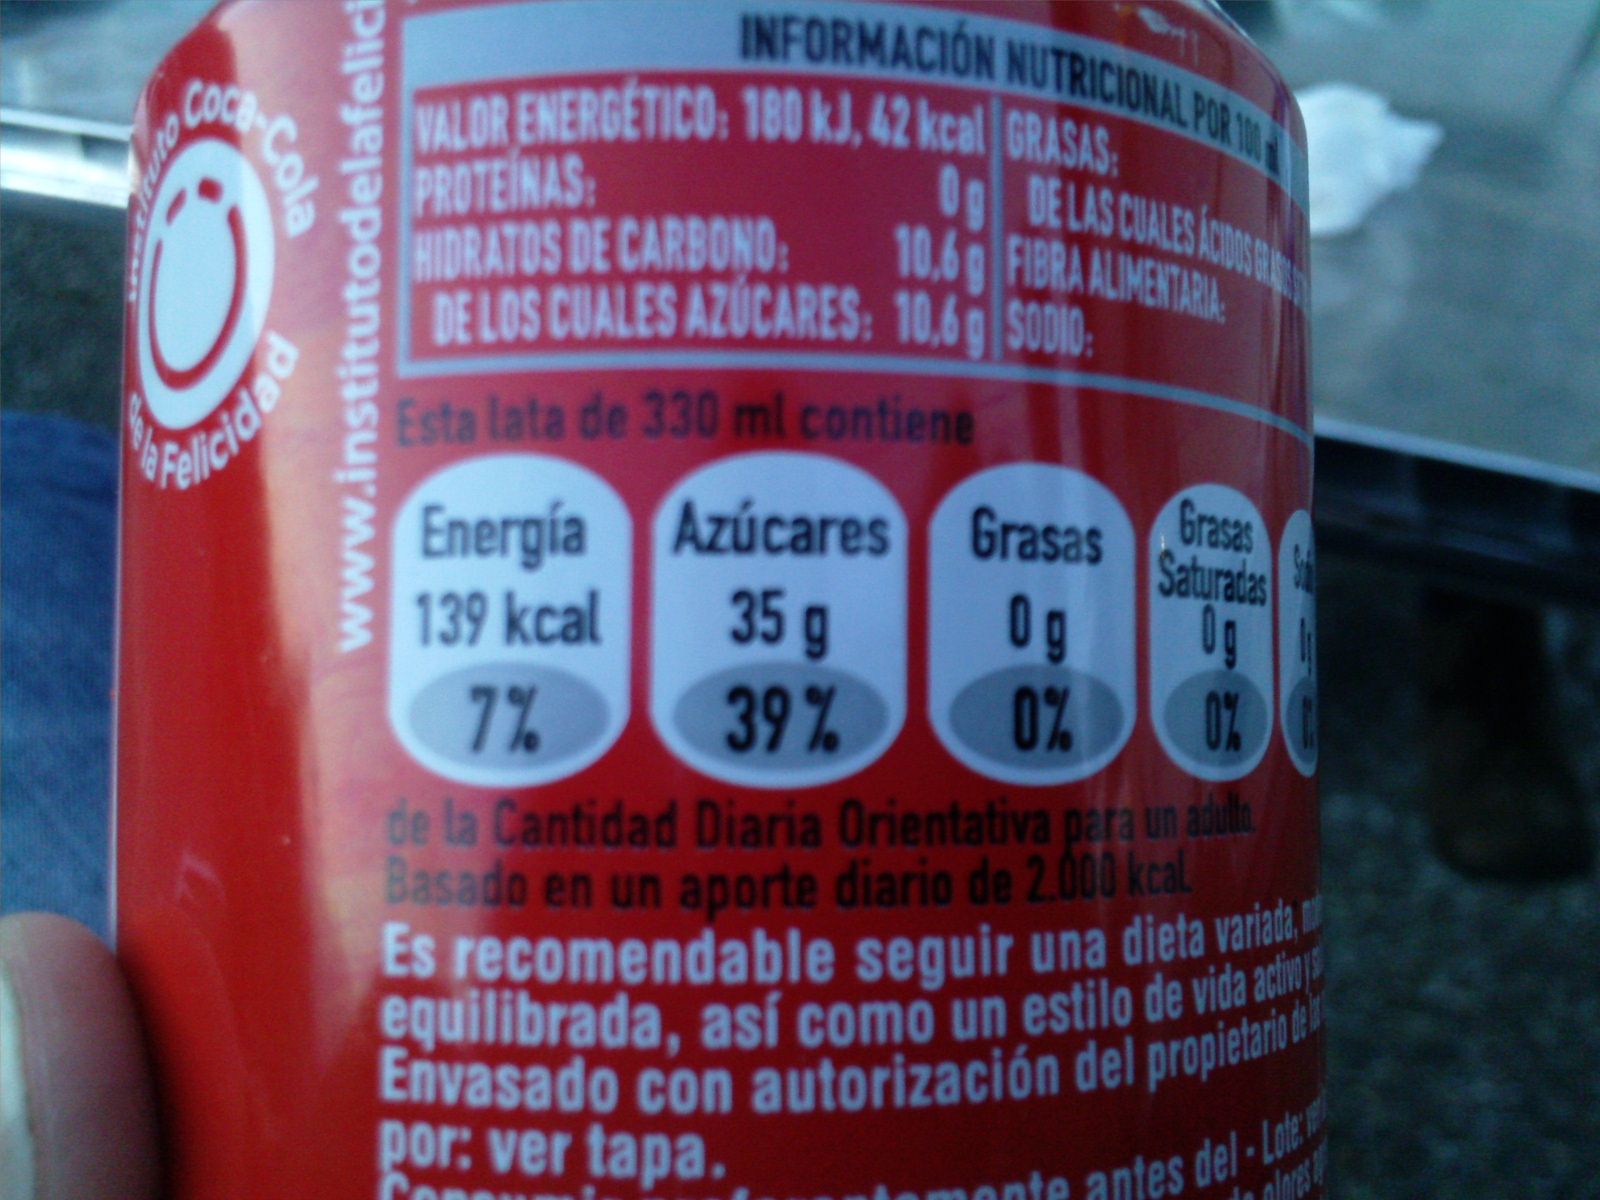 Instituto Coca-Cola
de la Felicidad
www.institutodelafelici
INFORMACIÓN NUTRICIONAL POR 100 ml
VALOR ENERGÉTICO: 180 kJ, 42 kcal
PROTEÍNAS: 0 g
HIDRATOS DE CARBONO: 10,6 g
DE LOS CUALES AZÚCARES: 10,6 g
GRASAS:
DE LAS CUALES ÁCIDOS
FIBRA ALIMENTARIA:
SODIO:
Esta lata de 330 ml contiene
Energía
139 kcal
7%
Azúcares
35 g
39%
Grasas
0 g
0%
Grasas
Saturadas
0 g
0%
de la Cantidad Diaria Orientativa para un adulto.
Basado en un aporte diario de 2.000 kcal.
Es recomendable seguir una dieta variada,
equilibrada, así como un estilo de vida activo y
Envasado con autorización del propietario de
por: ver tapa.
antes del - Lote: